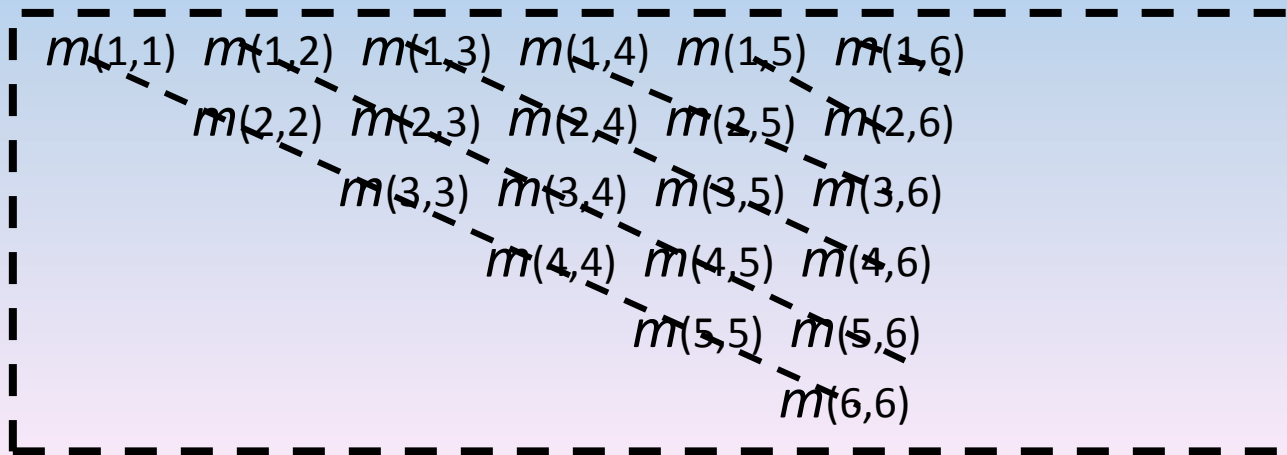 m(1,1) m(1,2) m(1,3) m(1,4) m(1,5) m(1,6)
m(2,2) m(2,3) m(2,4) m(2,5) m(2,6)
m(3,3) m(3,4) m(3,5) m(3,6)
m(4,4) m(4,5) m(4,6)
m(5,5) m(5,6)
m(6,6)